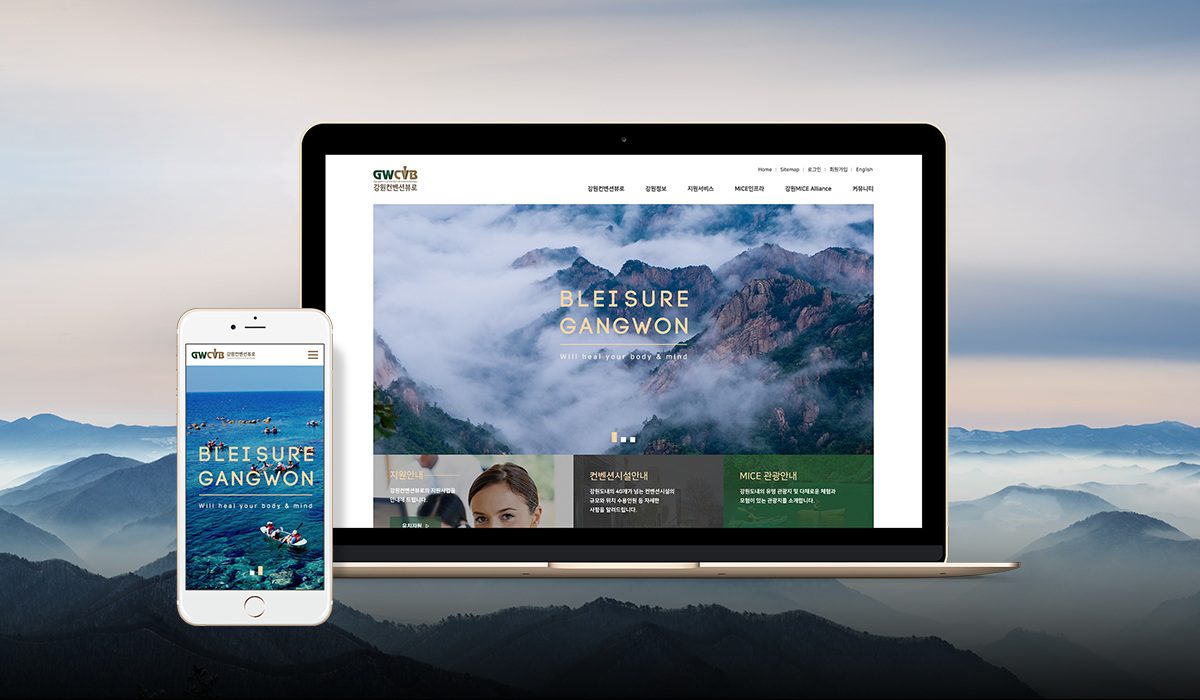 GWCVB
강원컨벤션뷰로
Home | Sitemap | 로그인 | 회원가입 | English
강원컨벤션뷰로 강원정보 지원서비스 MICE인프라 강원MICE Alliance 커뮤니티
BLEISURE
GANGWON
Will heal your body & mind
지원안내
강원컨벤션뷰로의 지원사업을
안내해 드립니다.
유치지원 ▷
컨벤션시설안내
강원도내의 40개가 넘는 컨벤션시설의
규모와 위치 수용인원 등 자세한
사항을 알려드립니다.
MICE 관광안내
강원도내의 유명 관광지 및 다채로운 체험과
모험이 있는 관광지를 소개합니다.
GWCVB 강원컨벤션뷰로
BLEISURE
GANGWON
Will heal your body & mind